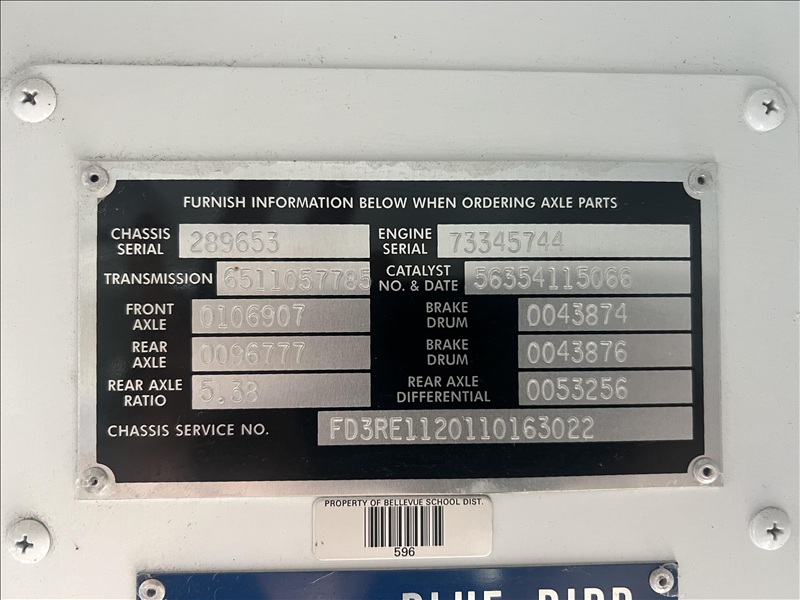 FURNISH INFORMATION BELOW WHEN ORDERING AXLE PARTS
CHASSIS SERIAL 289653 ENGINE SERIAL 73345744
TRANSMISSION 6511057785 CATALYST NO. & DATE 56354115066
FRONT AXLE 0106907 BRAKE DRUM 0043874
REAR AXLE 0096777 BRAKE DRUM 0043876
REAR AXLE RATIO 5.38 REAR AXLE DIFFERENTIAL 0053256
CHASSIS SERVICE NO. FD3RE1120110163022
PROPERTY OF BELLEVUE SCHOOL DIST.
596
BLUE BIRD